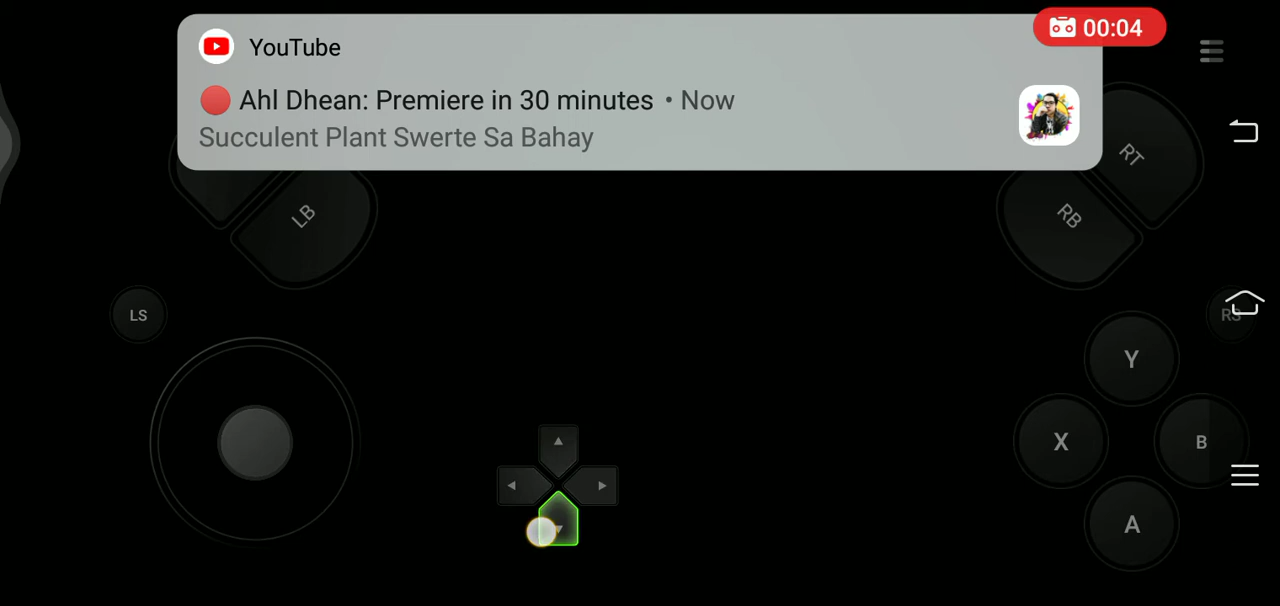 00:04
YouTube
Ahl Dhean: Premiere in 30 minutes • Now
Succulent Plant Swerte Sa Bahay
RT
LB
RB
LS
RS
Y
X
B
A